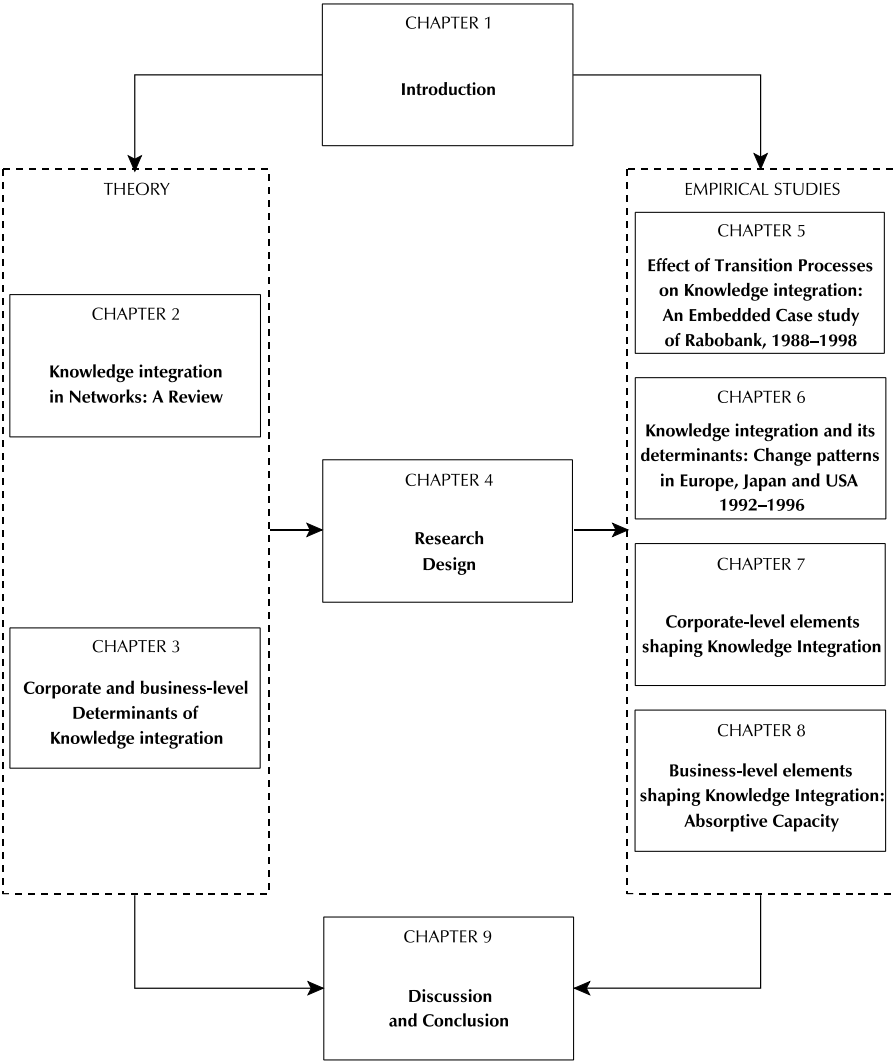 CHAPTER 1
Introduction
THEORY
CHAPTER 2
Knowledge integration
in Networks: A Review
CHAPTER 3
Corporate and business-level
Determinants of
Knowledge integration
CHAPTER 4
Research
Design
EMPIRICAL STUDIES
CHAPTER 5
Effect of Transition Processes
on Knowledge integration:
An Embedded Case study
of Rabobank, 1988–1998
CHAPTER 6
Knowledge integration and its
determinants: Change patterns
in Europe, Japan and USA
1992–1996
CHAPTER 7
Corporate-level elements
shaping Knowledge Integration
CHAPTER 8
Business-level elements
shaping Knowledge Integration:
Absorptive Capacity
CHAPTER 9
Discussion
and Conclusion